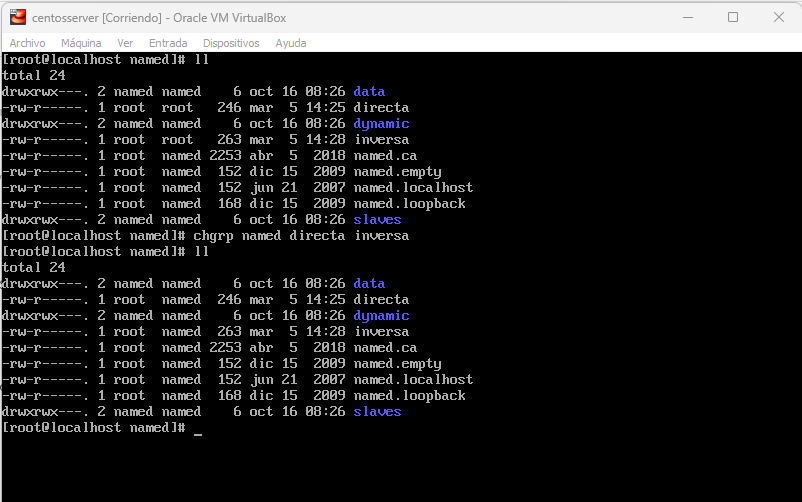 centosserver [Corriendo] - Oracle VM VirtualBox
Archivo Máquina Ver Entrada Dispositivos Ayuda
[root@localhost named]# ll
total 24
drwxrwx---. 2 named named    6 oct 16 08:26 data
-rw-r-----. 1 root  root   246 mar  5 14:25 directa
drwxrwx---. 2 named named    6 oct 16 08:26 dynamic
-rw-r-----. 1 root  root   263 mar  5 14:28 inversa
-rw-r-----. 1 root  named 2253 abr  5  2018 named.ca
-rw-r-----. 1 root  named  152 dic 15  2009 named.empty
-rw-r-----. 1 root  named  152 jun 21  2007 named.localhost
-rw-r-----. 1 root  named  168 dic 15  2009 named.loopback
drwxrwx---. 2 named named    6 oct 16 08:26 slaves
[root@localhost named]# chgrp named directa inversa
[root@localhost named]# ll
total 24
drwxrwx---. 2 named named    6 oct 16 08:26 data
-rw-r-----. 1 root  named  246 mar  5 14:25 directa
drwxrwx---. 2 named named    6 oct 16 08:26 dynamic
-rw-r-----. 1 root  named  263 mar  5 14:28 inversa
-rw-r-----. 1 root  named 2253 abr  5  2018 named.ca
-rw-r-----. 1 root  named  152 dic 15  2009 named.empty
-rw-r-----. 1 root  named  152 jun 21  2007 named.localhost
-rw-r-----. 1 root  named  168 dic 15  2009 named.loopback
drwxrwx---. 2 named named    6 oct 16 08:26 slaves
[root@localhost named]# _